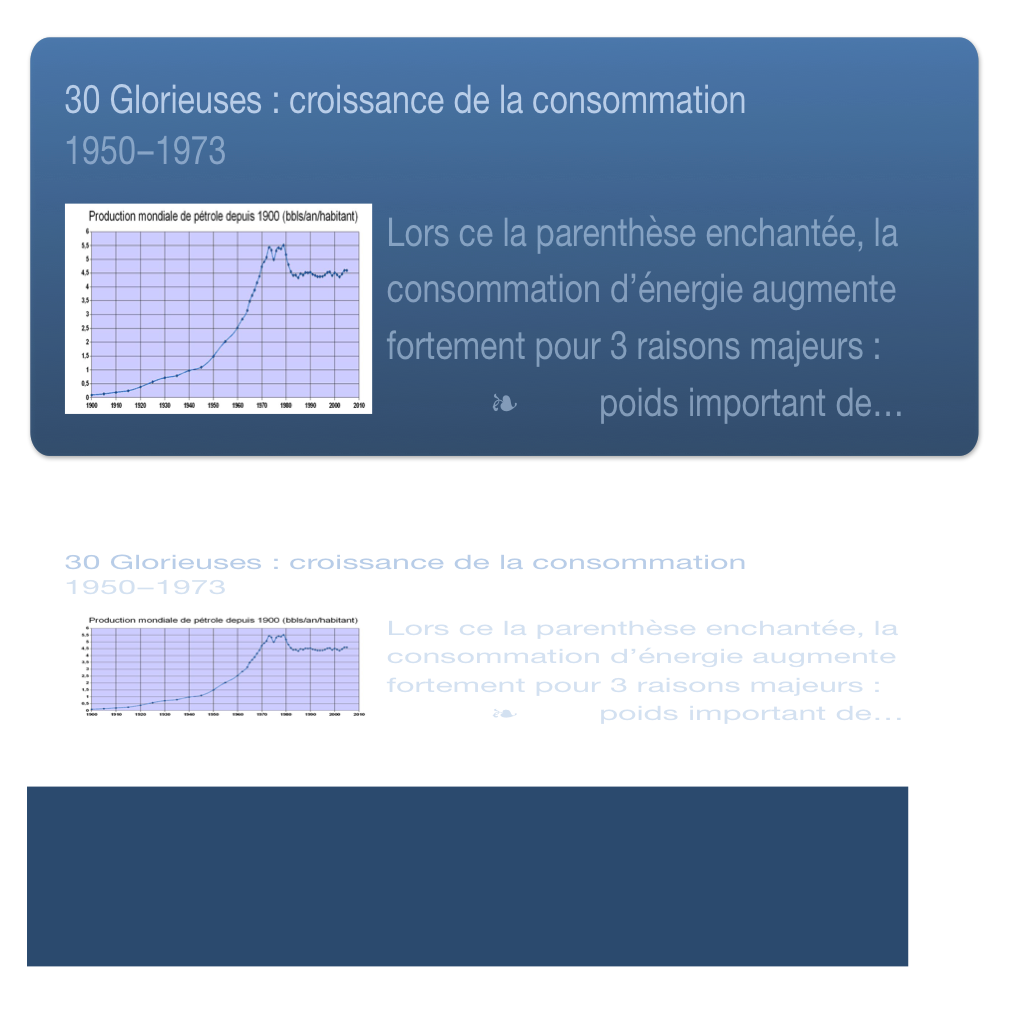 30 Glorieuses : croissance de la consommation
1950–1973
Production mondiale de pétrole depuis 1900 (bbls/an/habitant)
6
5,5
5
4,5
4
3,5
3
2,5
2
1,5
1
0,5
0
1900 1910 1920 1930 1940 1950 1960 1970 1980 1990 2000 2010
Lors ce la parenthèse enchantée, la
consommation d’énergie augmente
fortement pour 3 raisons majeurs :
❧ poids important de…
30 Glorieuses : croissance de la consommation
1950–1973
Production mondiale de pétrole depuis 1900 (bbls/an/habitant)
6
5,5
5
4,5
4
3,5
3
2,5
2
1,5
1
0,5
0
1900 1910 1920 1930 1940 1950 1960 1970 1980 1990 2000 2010
Lors ce la parenthèse enchantée, la
consommation d’énergie augmente
fortement pour 3 raisons majeurs :
❧ poids important de…